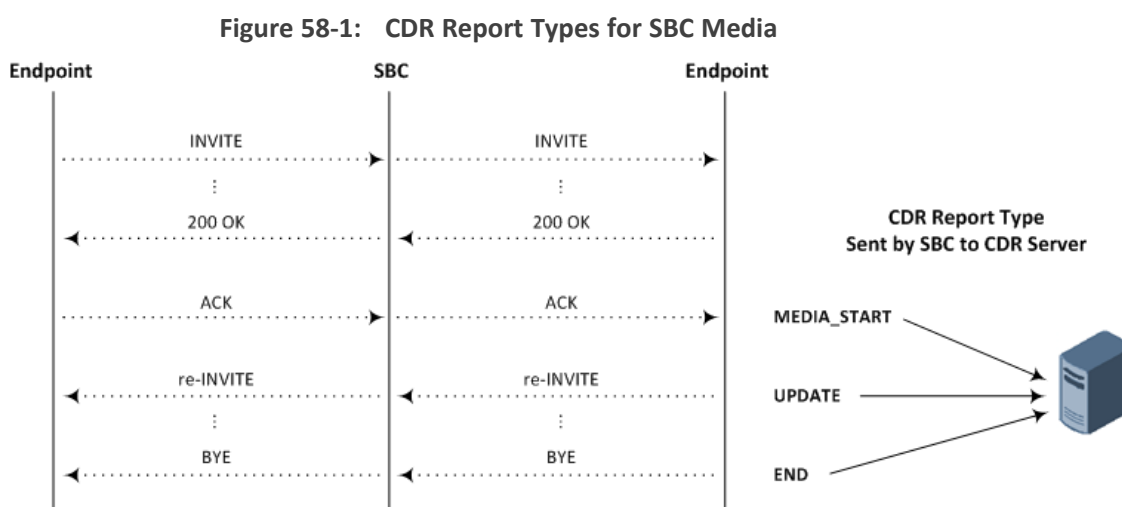 Figure 58-1: CDR Report Types for SBC Media
Endpoint SBC Endpoint
INVITE INVITE
200 OK 200 OK
CDR Report Type
Sent by SBC to CDR Server
ACK ACK
MEDIA_START
re-INVITE re-INVITE
UPDATE
BYE BYE
END